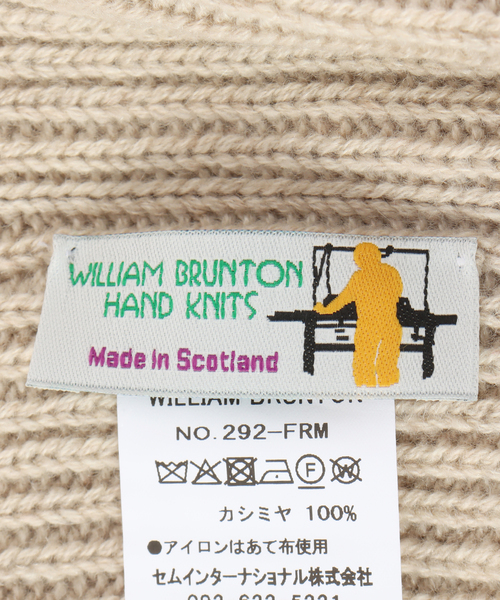 WILLIAM BRUNTON
HAND KNITS
Made in Scotland
WILLIAM BRUNTON
NO. 292-FRM
F W
カシミヤ 100%
●アイロンはあて布使用
セムインターナショナル株式会社